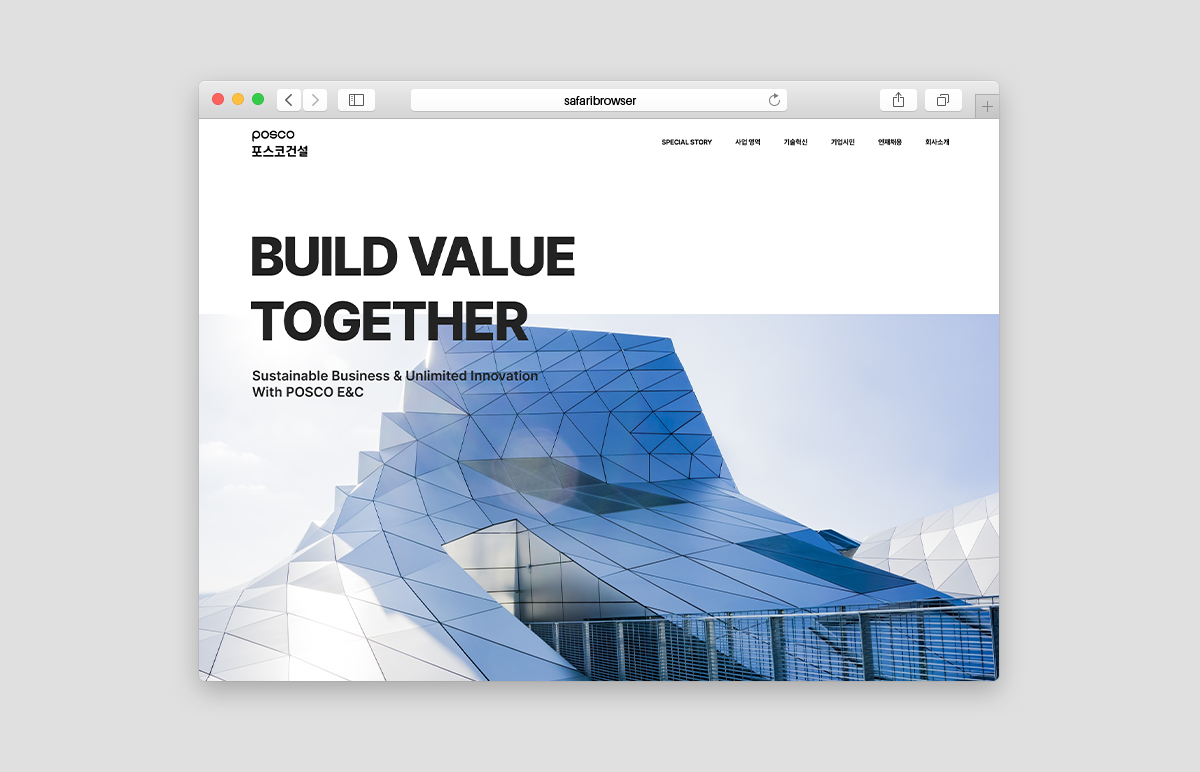 safaribrowser
posco
포스코건설
SPECIAL STORY 사업 영역 기술혁신 기업시민 인재채용 회사소개
BUILD VALUE
TOGETHER
Sustainable Business & Unlimited Innovation
With POSCO E&C